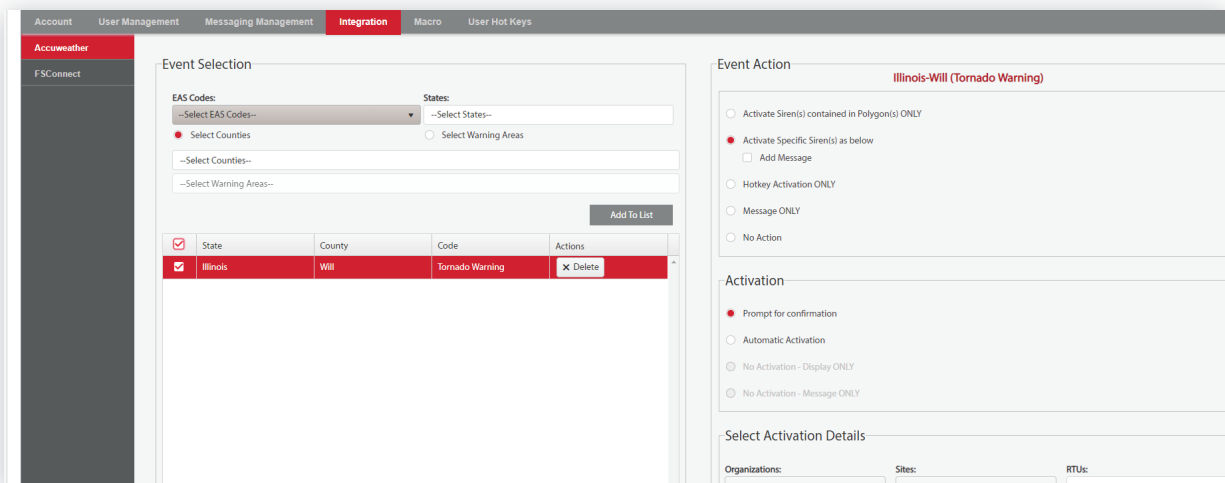 Account User Management Messaging Management Integration Macro User Hot Keys
Accuweather
FSConnect
Event Selection
EAS Codes: States:
--Select EAS Codes-- --Select States--
Select Counties Select Warning Areas
--Select Counties--
--Select Warning Areas--
Add To List
State County Code Actions
Illinois Will Tornado Warning × Delete
Event Action
Illinois-Will (Tornado Warning)
Activate Siren(s) contained in Polygon(s) ONLY
Activate Specific Siren(s) as below
Add Message
Hotkey Activation ONLY
Message ONLY
No Action
Activation
Prompt for confirmation
Automatic Activation
No Activation - Display ONLY
No Activation - Message ONLY
Select Activation Details
Organizations: Sites: RTUs: